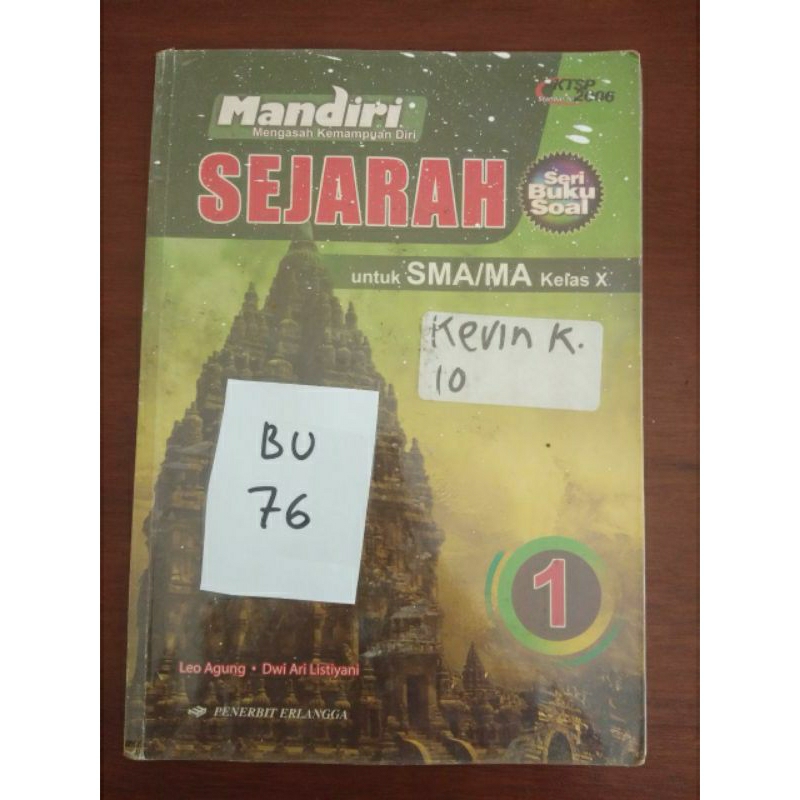 KTSP
2006
Mandiri
Mengasah Kemampuan Diri
SEJARAH
Seri
Buku
Soal
untuk SMA/MA Kelas X
Kevin K.
10
BU
76
1
Leo Agung • Dwi Ari Listiyani
PENERBIT ERLANGGA